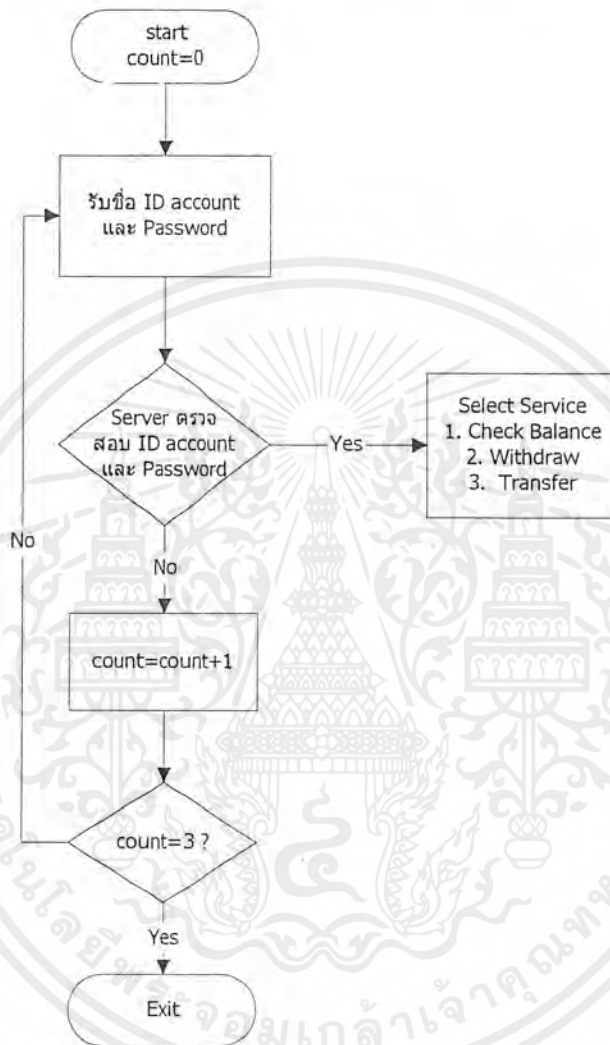 start
count=0
รับชื่อ ID account
และ Password
Server ตรวจ
สอบ ID account
และ Password
Yes
Select Service
1. Check Balance
2. Withdraw
3. Transfer
No
No
count=count+1
count=3 ?
Yes
Exit